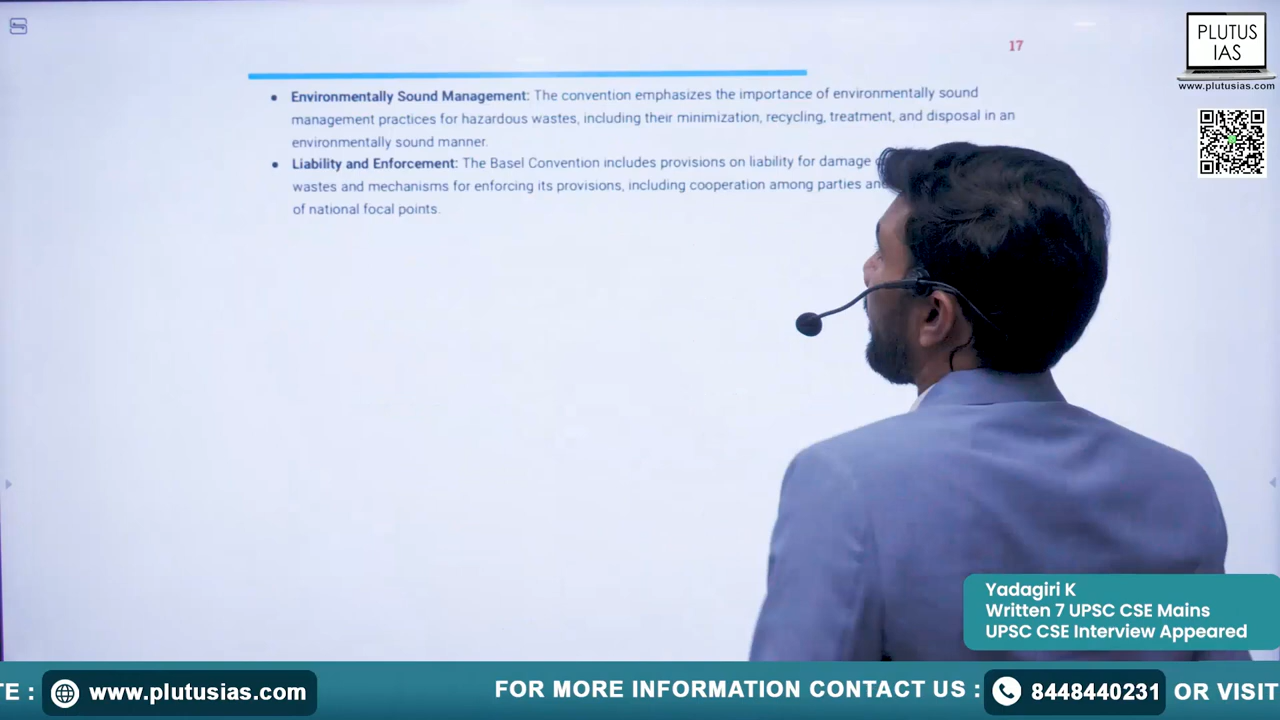 17
PLUTUS
IAS
www.plutusias.com
• Environmentally Sound Management: The convention emphasizes the importance of environmentally sound
management practices for hazardous wastes, including their minimization, recycling, treatment, and disposal in an
environmentally sound manner.
• Liability and Enforcement: The Basel Convention includes provisions on liability for damage
wastes and mechanisms for enforcing its provisions, including cooperation among parties and
of national focal points.
Yadagiri K
Written 7 UPSC CSE Mains
UPSC CSE Interview Appeared
TE : www.plutusias.com FOR MORE INFORMATION CONTACT US : 8448440231 OR VISIT